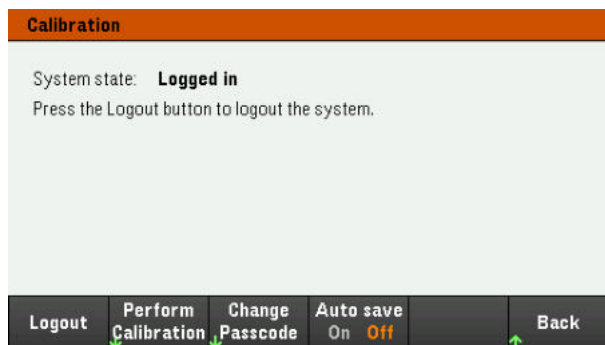 Calibration
System state: Logged in
Press the Logout button to logout the system.
Logout
Perform
Calibration
Change
Passcode
Auto save
On Off
Back